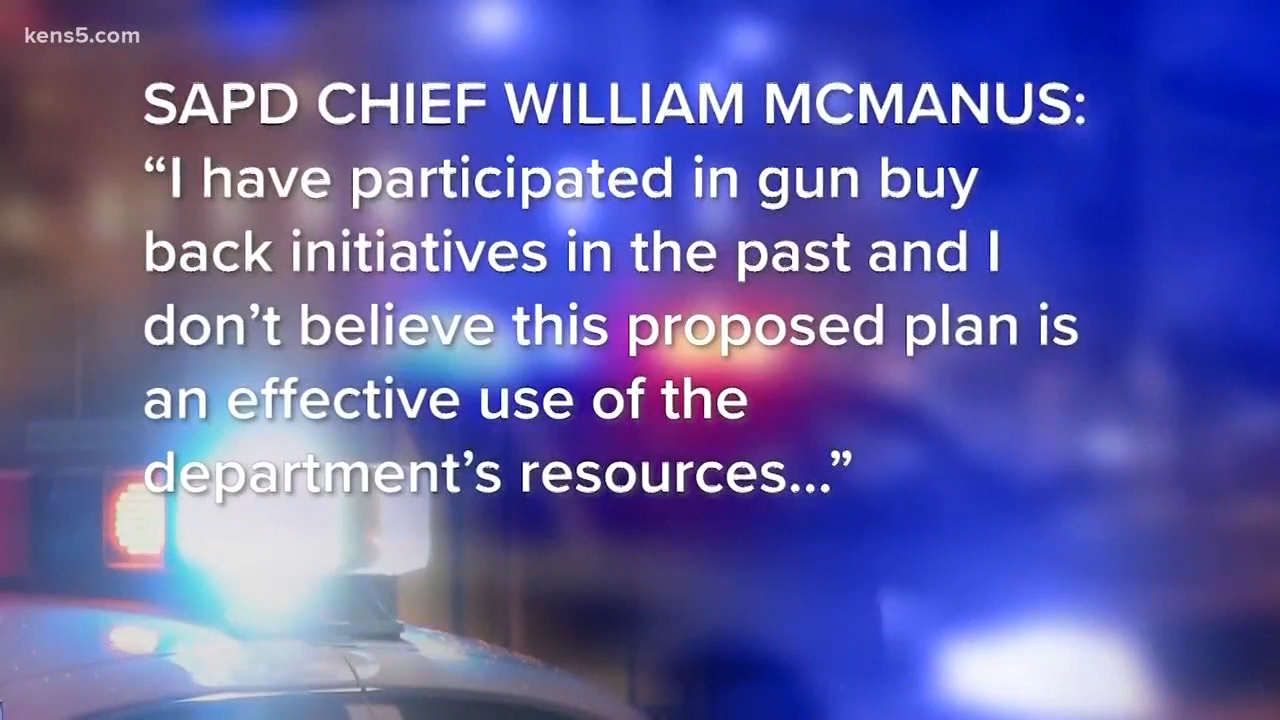 kens5.com
SAPD CHIEF WILLIAM MCMANUS:
“I have participated in gun buy
back initiatives in the past and I
don’t believe this proposed plan is
an effective use of the
department’s resources...”